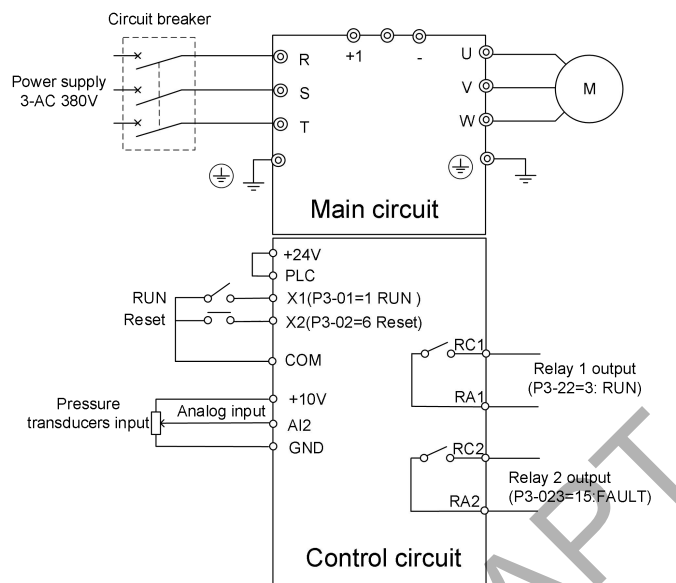 Circuit breaker
Power supply
3-AC 380V
R
S
T
+1
-
U
V
W
M
Main circuit
+24V
PLC
RUN
X1(P3-01=1 RUN )
Reset
X2(P3-02=6 Reset)
COM
+10V
Pressure
transducers input
Analog input
AI2
GND
RC1
Relay 1 output
(P3-22=3: RUN)
RA1
RC2
Relay 2 output
(P3-023=15:FAULT)
RA2
Control circuit
APT